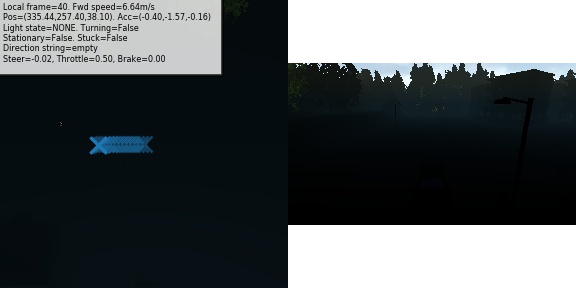 Local frame=40. Fwd speed=6.64m/s
Pos=(335.44,257.40,38.10). Acc=(-0.40,-1.57,-0.16)
Light state=NONE. Turning=False
Stationary=False. Stuck=False
Direction string=empty
Steer=-0.02, Throttle=0.50, Brake=0.00